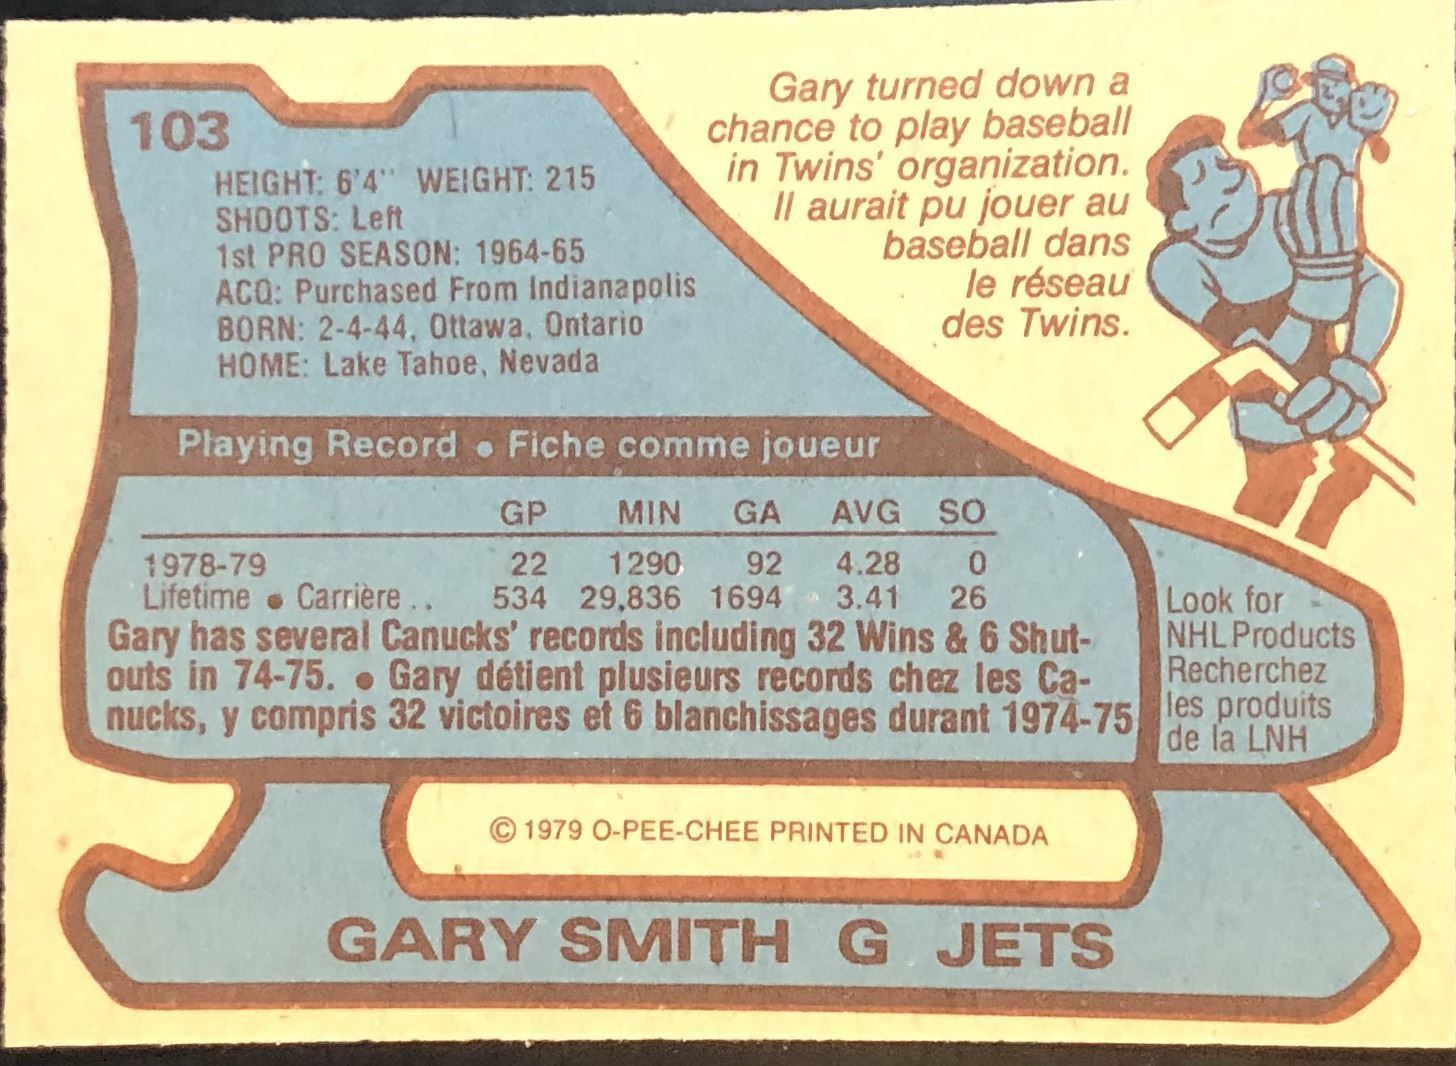 103
HEIGHT: 6'4" WEIGHT: 215
SHOOTS: Left
1st PRO SEASON: 1964-65
ACQ: Purchased From Indianapolis
BORN: 2-4-44, Ottawa, Ontario
HOME: Lake Tahoe, Nevada
Gary turned down a
chance to play baseball
in Twins' organization.
Il aurait pu jouer au
baseball dans
le réseau
des Twins.
Playing Record • Fiche comme joueur
GP MIN GA AVG SO
1978-79 22 1290 92 4.28 0
Lifetime • Carrière .. 534 29,836 1694 3.41 26
Gary has several Canucks' records including 32 Wins & 6 Shut-
outs in 74-75. • Gary détient plusieurs records chez les Ca-
nucks, y compris 32 victoires et 6 blanchissages durant 1974-75
Look for
NHL Products
Recherchez
les produits
de la LNH
© 1979 O-PEE-CHEE PRINTED IN CANADA
GARY SMITH G JETS